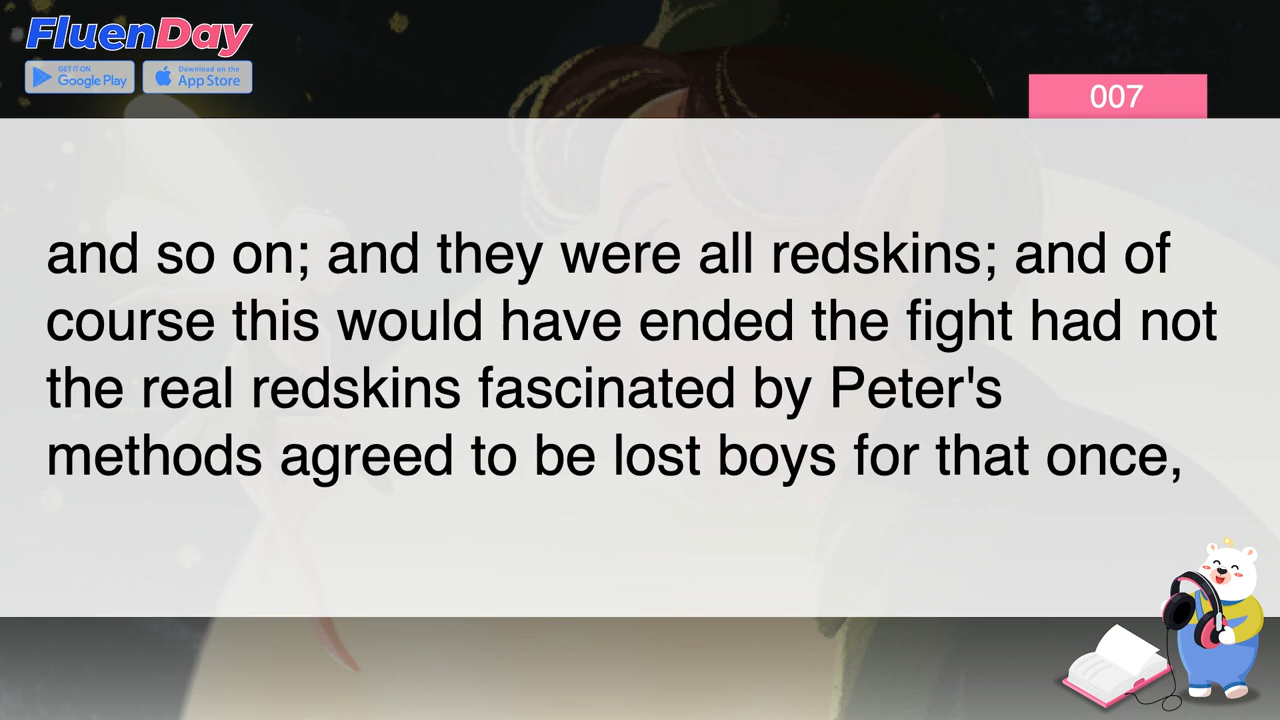 FluenDay
GET IT ON
Google Play
Download on the
App Store
007
and so on; and they were all redskins; and of
course this would have ended the fight had not
the real redskins fascinated by Peter's
methods agreed to be lost boys for that once,